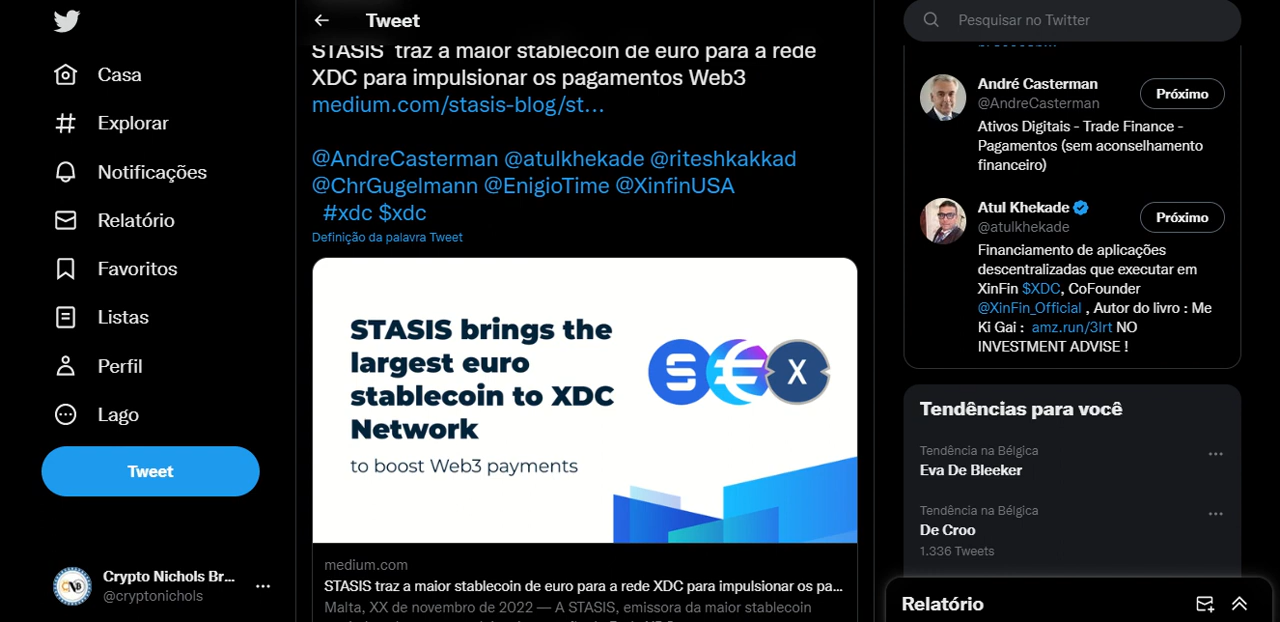 Casa
Explorar
Notificações
Relatório
Favoritos
Listas
Perfil
Lago
Tweet
Crypto Nichols Br...
@cryptonichols
Tweet
STASIS traz a maior stablecoin de euro para a rede
XDC para impulsionar os pagamentos Web3
medium.com/stasis-blog/st...
@AndreCasterman @atulkhekade @riteshkakkad
@ChrGugelmann @EnigioTime @XinfinUSA
#xdc $xdc
Definição da palavra Tweet
STASIS brings the
largest euro
stablecoin to XDC
Network
to boost Web3 payments
medium.com
STASIS traz a maior stablecoin de euro para a rede XDC para impulsionar os pa...
Malta, XX de novembro de 2022 — A STASIS, emissora da maior stablecoin
Pesquisar no Twitter
André Casterman
@AndreCasterman
Próximo
Ativos Digitais - Trade Finance -
Pagamentos (sem aconselhamento
financeiro)
Atul Khekade
@atulkhekade
Próximo
Financiamento de aplicações
descentralizadas que executar em
XinFin $XDC, CoFounder
@XinFin_Official , Autor do livro : Me
Ki Gai : amz.run/3Irt NO
INVESTMENT ADVISE !
Tendências para você
Tendência na Bélgica
Eva De Bleeker
Tendência na Bélgica
De Croo
1.336 Tweets
Relatório